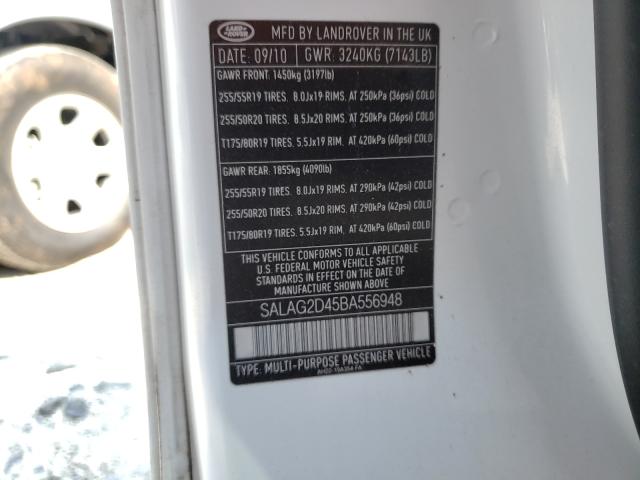 LAND ROVER
MFD BY LANDROVER IN THE UK
DATE: 09/10 GWR: 3240KG (7143LB)
GAWR FRONT: 1450kg (3197lb)
255/55R19 TIRES. 8.0Jx19 RIMS. AT 250kPa (36psi) COLD
255/50R20 TIRES. 8.5Jx20 RIMS. AT 250kPa (36psi) COLD
T175/80R19 TIRES. 5.5Jx19 RIM. AT 420kPa (60psi) COLD
GAWR REAR: 1855kg (4090lb)
255/55R19 TIRES. 8.0Jx19 RIMS. AT 290kPa (42psi) COLD
255/50R20 TIRES. 8.5Jx20 RIMS. AT 290kPa (42psi) COLD
T175/80R19 TIRES. 5.5Jx19 RIM. AT 420kPa (60psi) COLD
THIS VEHICLE CONFORMS TO ALL APPLICABLE
U.S. FEDERAL MOTOR VEHICLE SAFETY
STANDARDS IN EFFECT ON THE DATE OF
MANUFACTURE SHOWN ABOVE.
SALAG2D45BA556948
TYPE: MULTI-PURPOSE PASSENGER VEHICLE